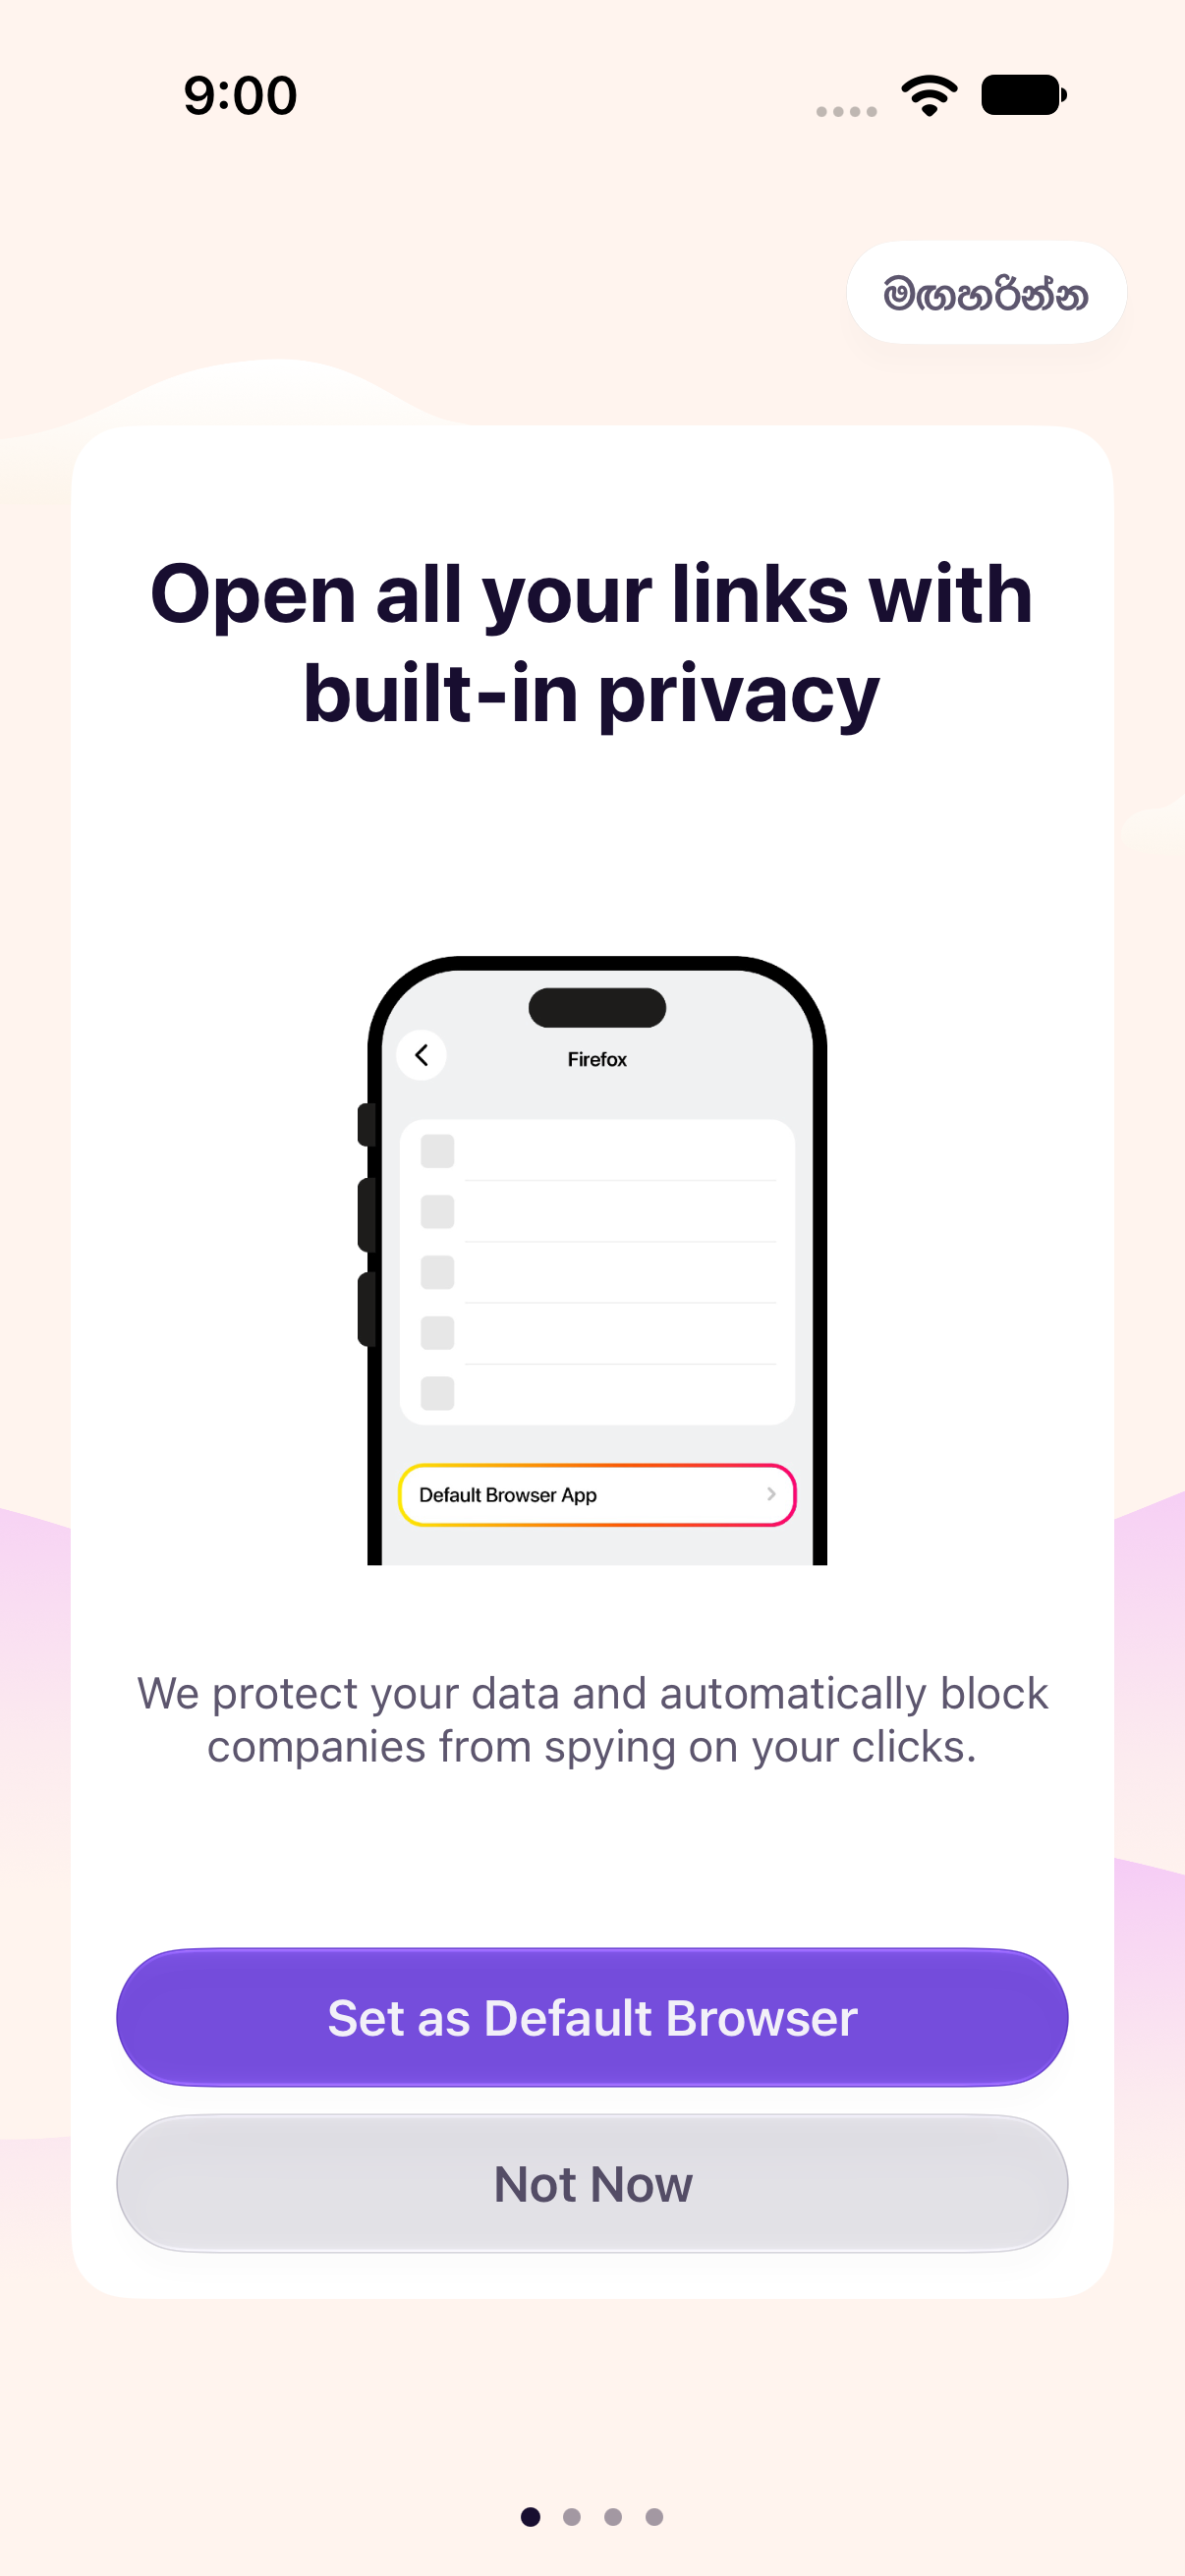 9:00
මඟහරින්න
Open all your links with
built-in privacy
Firefox
Default Browser App
We protect your data and automatically block
companies from spying on your clicks.
Set as Default Browser
Not Now